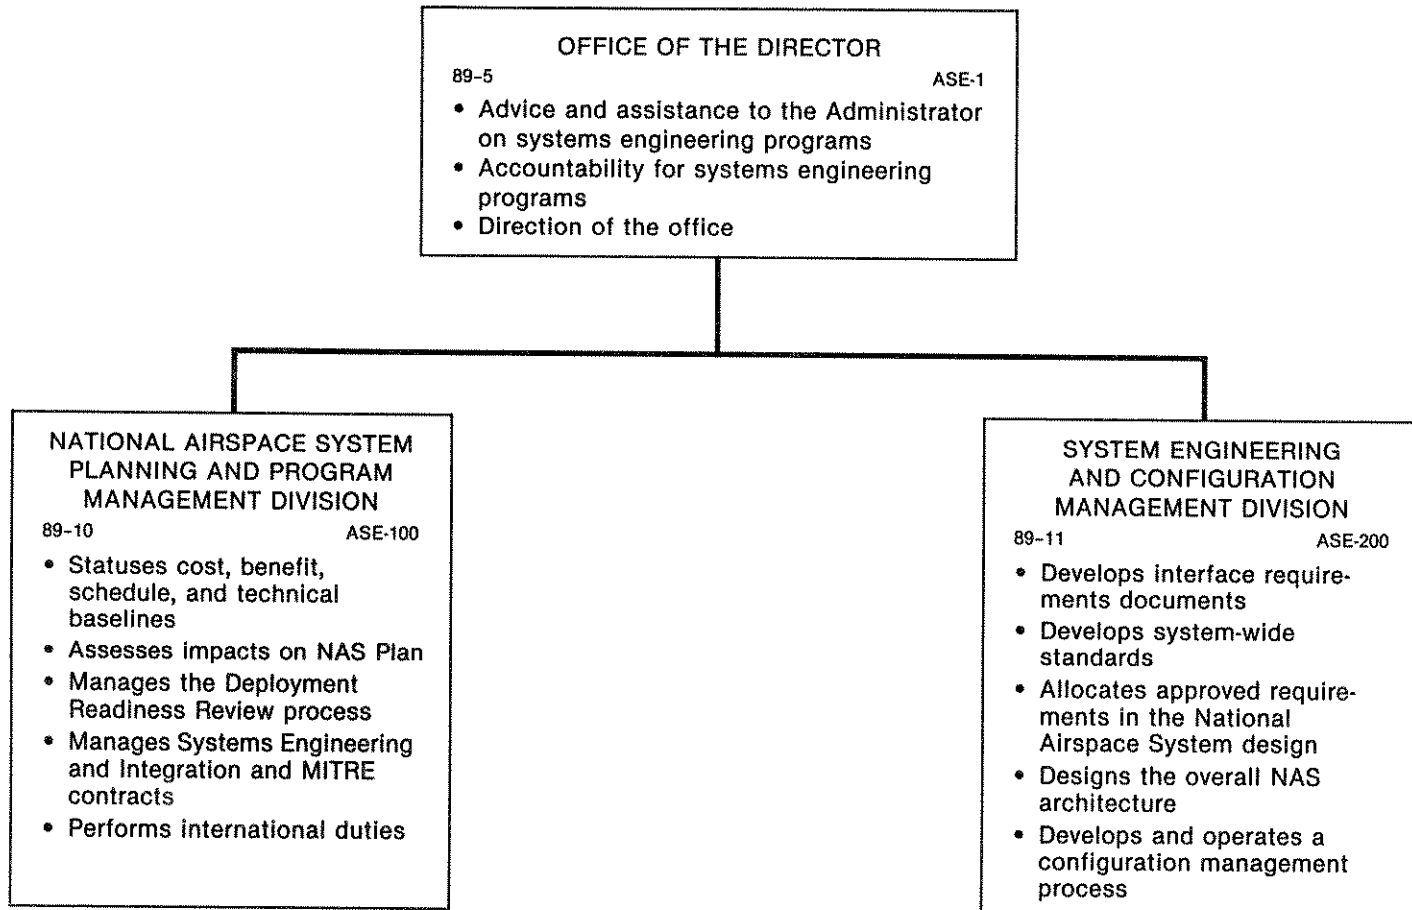 OFFICE OF THE DIRECTOR
89-5 ASE-1
• Advice and assistance to the Administrator
on systems engineering programs
• Accountability for systems engineering
programs
• Direction of the office
NATIONAL AIRSPACE SYSTEM
PLANNING AND PROGRAM
MANAGEMENT DIVISION
89-10 ASE-100
• Statuses cost, benefit,
schedule, and technical
baselines
• Assesses impacts on NAS Plan
• Manages the Deployment
Readiness Review process
• Manages Systems Engineering
and Integration and MITRE
contracts
• Performs international duties
SYSTEM ENGINEERING
AND CONFIGURATION
MANAGEMENT DIVISION
89-11 ASE-200
• Develops interface require-
ments documents
• Develops system-wide
standards
• Allocates approved require-
ments in the National
Airspace System design
• Designs the overall NAS
architecture
• Develops and operates a
configuration management
process